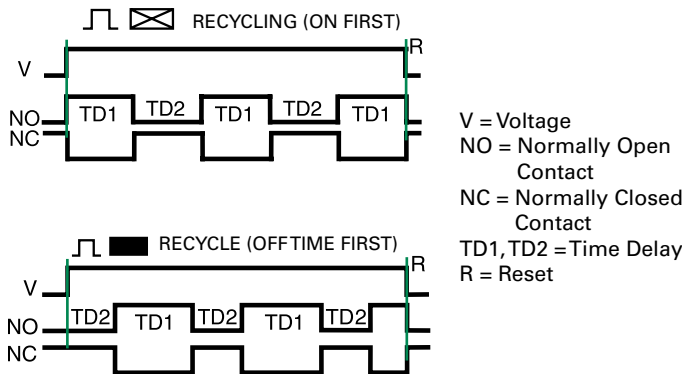 RECYCLING (ON FIRST)
R
V
NO
TD1 TD2 TD1 TD2 TD1
NC
RECYCLE (OFF TIME FIRST)
R
V
NO
TD2 TD1 TD2 TD1 TD2
NC
V = Voltage
NO = Normally Open
Contact
NC = Normally Closed
Contact
TD1, TD2 = Time Delay
R = Reset